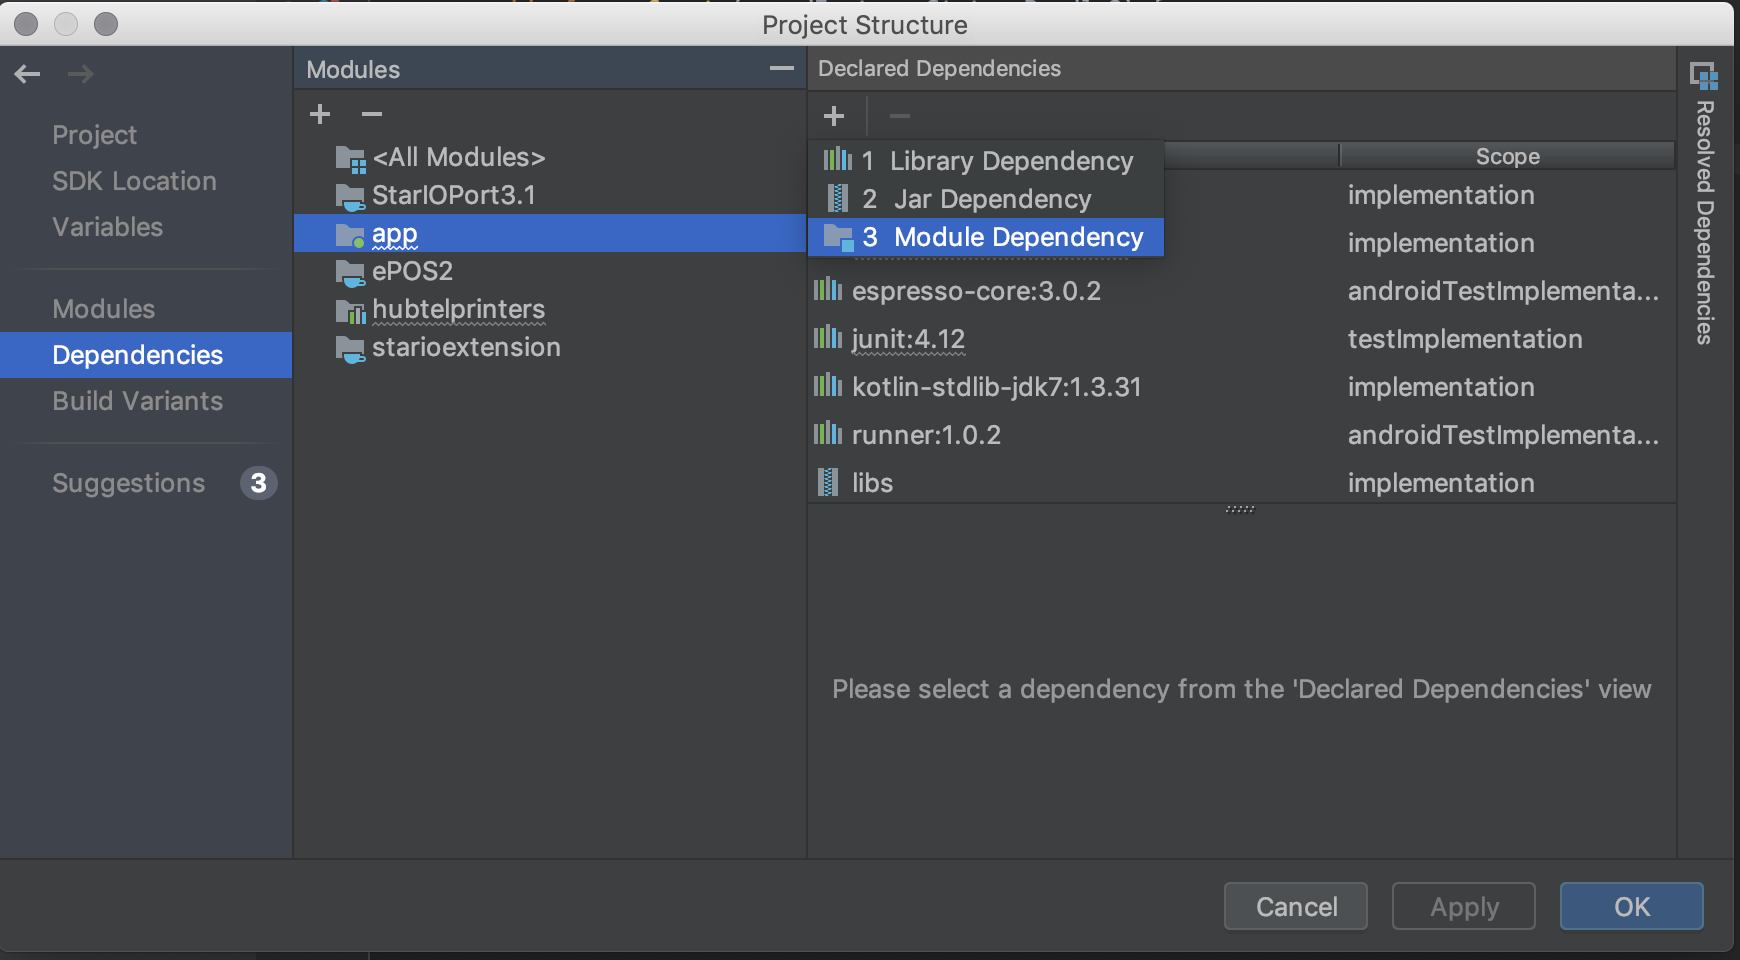 Project Structure
Project
SDK Location
Variables
Modules
Dependencies
Build Variants
Suggestions 3
Modules
<All Modules>
StarIOPort3.1
app
ePOS2
hubtelprinters
starioextension
Declared Dependencies
1 Library Dependency
2 Jar Dependency
3 Module Dependency
Scope
implementation
implementation
espresso-core:3.0.2 androidTestImplementa...
junit:4.12 testImplementation
kotlin-stdlib-jdk7:1.3.31 implementation
runner:1.0.2 androidTestImplementa...
libs implementation
Please select a dependency from the 'Declared Dependencies' view
Resolved Dependencies
Cancel Apply OK